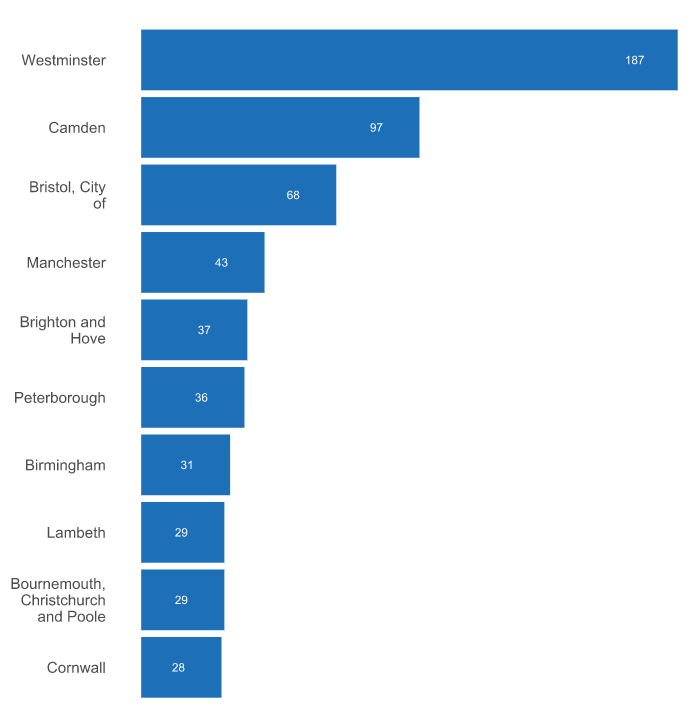 Westminster
187
Camden
97
Bristol, City
of
68
Manchester
43
Brighton and
Hove
37
Peterborough
36
Birmingham
31
Lambeth
29
Bournemouth,
Christchurch
and Poole
29
Cornwall
28